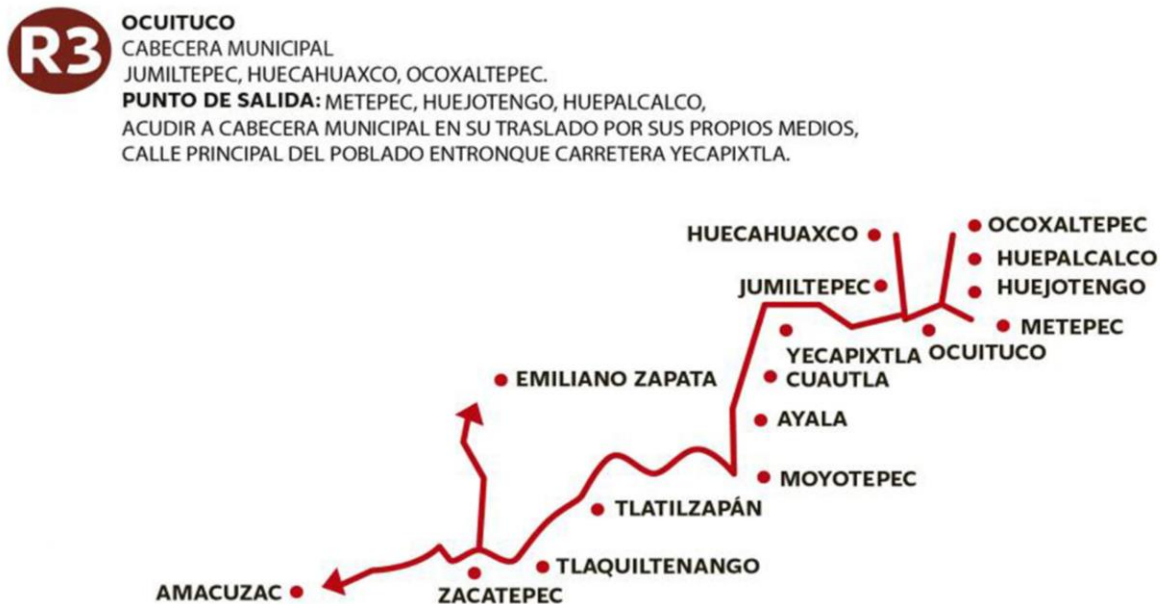 R3
OCUITUCO
CABECERA MUNICIPAL
JUMILTEPEC, HUECAHUAXCO, OCOXALTEPEC.
PUNTO DE SALIDA: METEPEC, HUEJOTENGO, HUEPALCALCO,
ACUDIR A CABECERA MUNICIPAL EN SU TRASLADO POR SUS PROPIOS MEDIOS,
CALLE PRINCIPAL DEL POBLADO ENTRONQUE CARRETERA YECAPIXTLA.
OCOXALTEPEC
HUECAHUAXCO
HUEPALCALCO
JUMILTEPEC
HUEJOTENGO
METEPEC
YECAPIXTLA
OCUITUCO
EMILIANO ZAPATA
CUAUTLA
AYALA
MOYOTEPEC
TLATILZAPÁN
TLAQUILTENANGO
AMACUZAC
ZACATEPEC